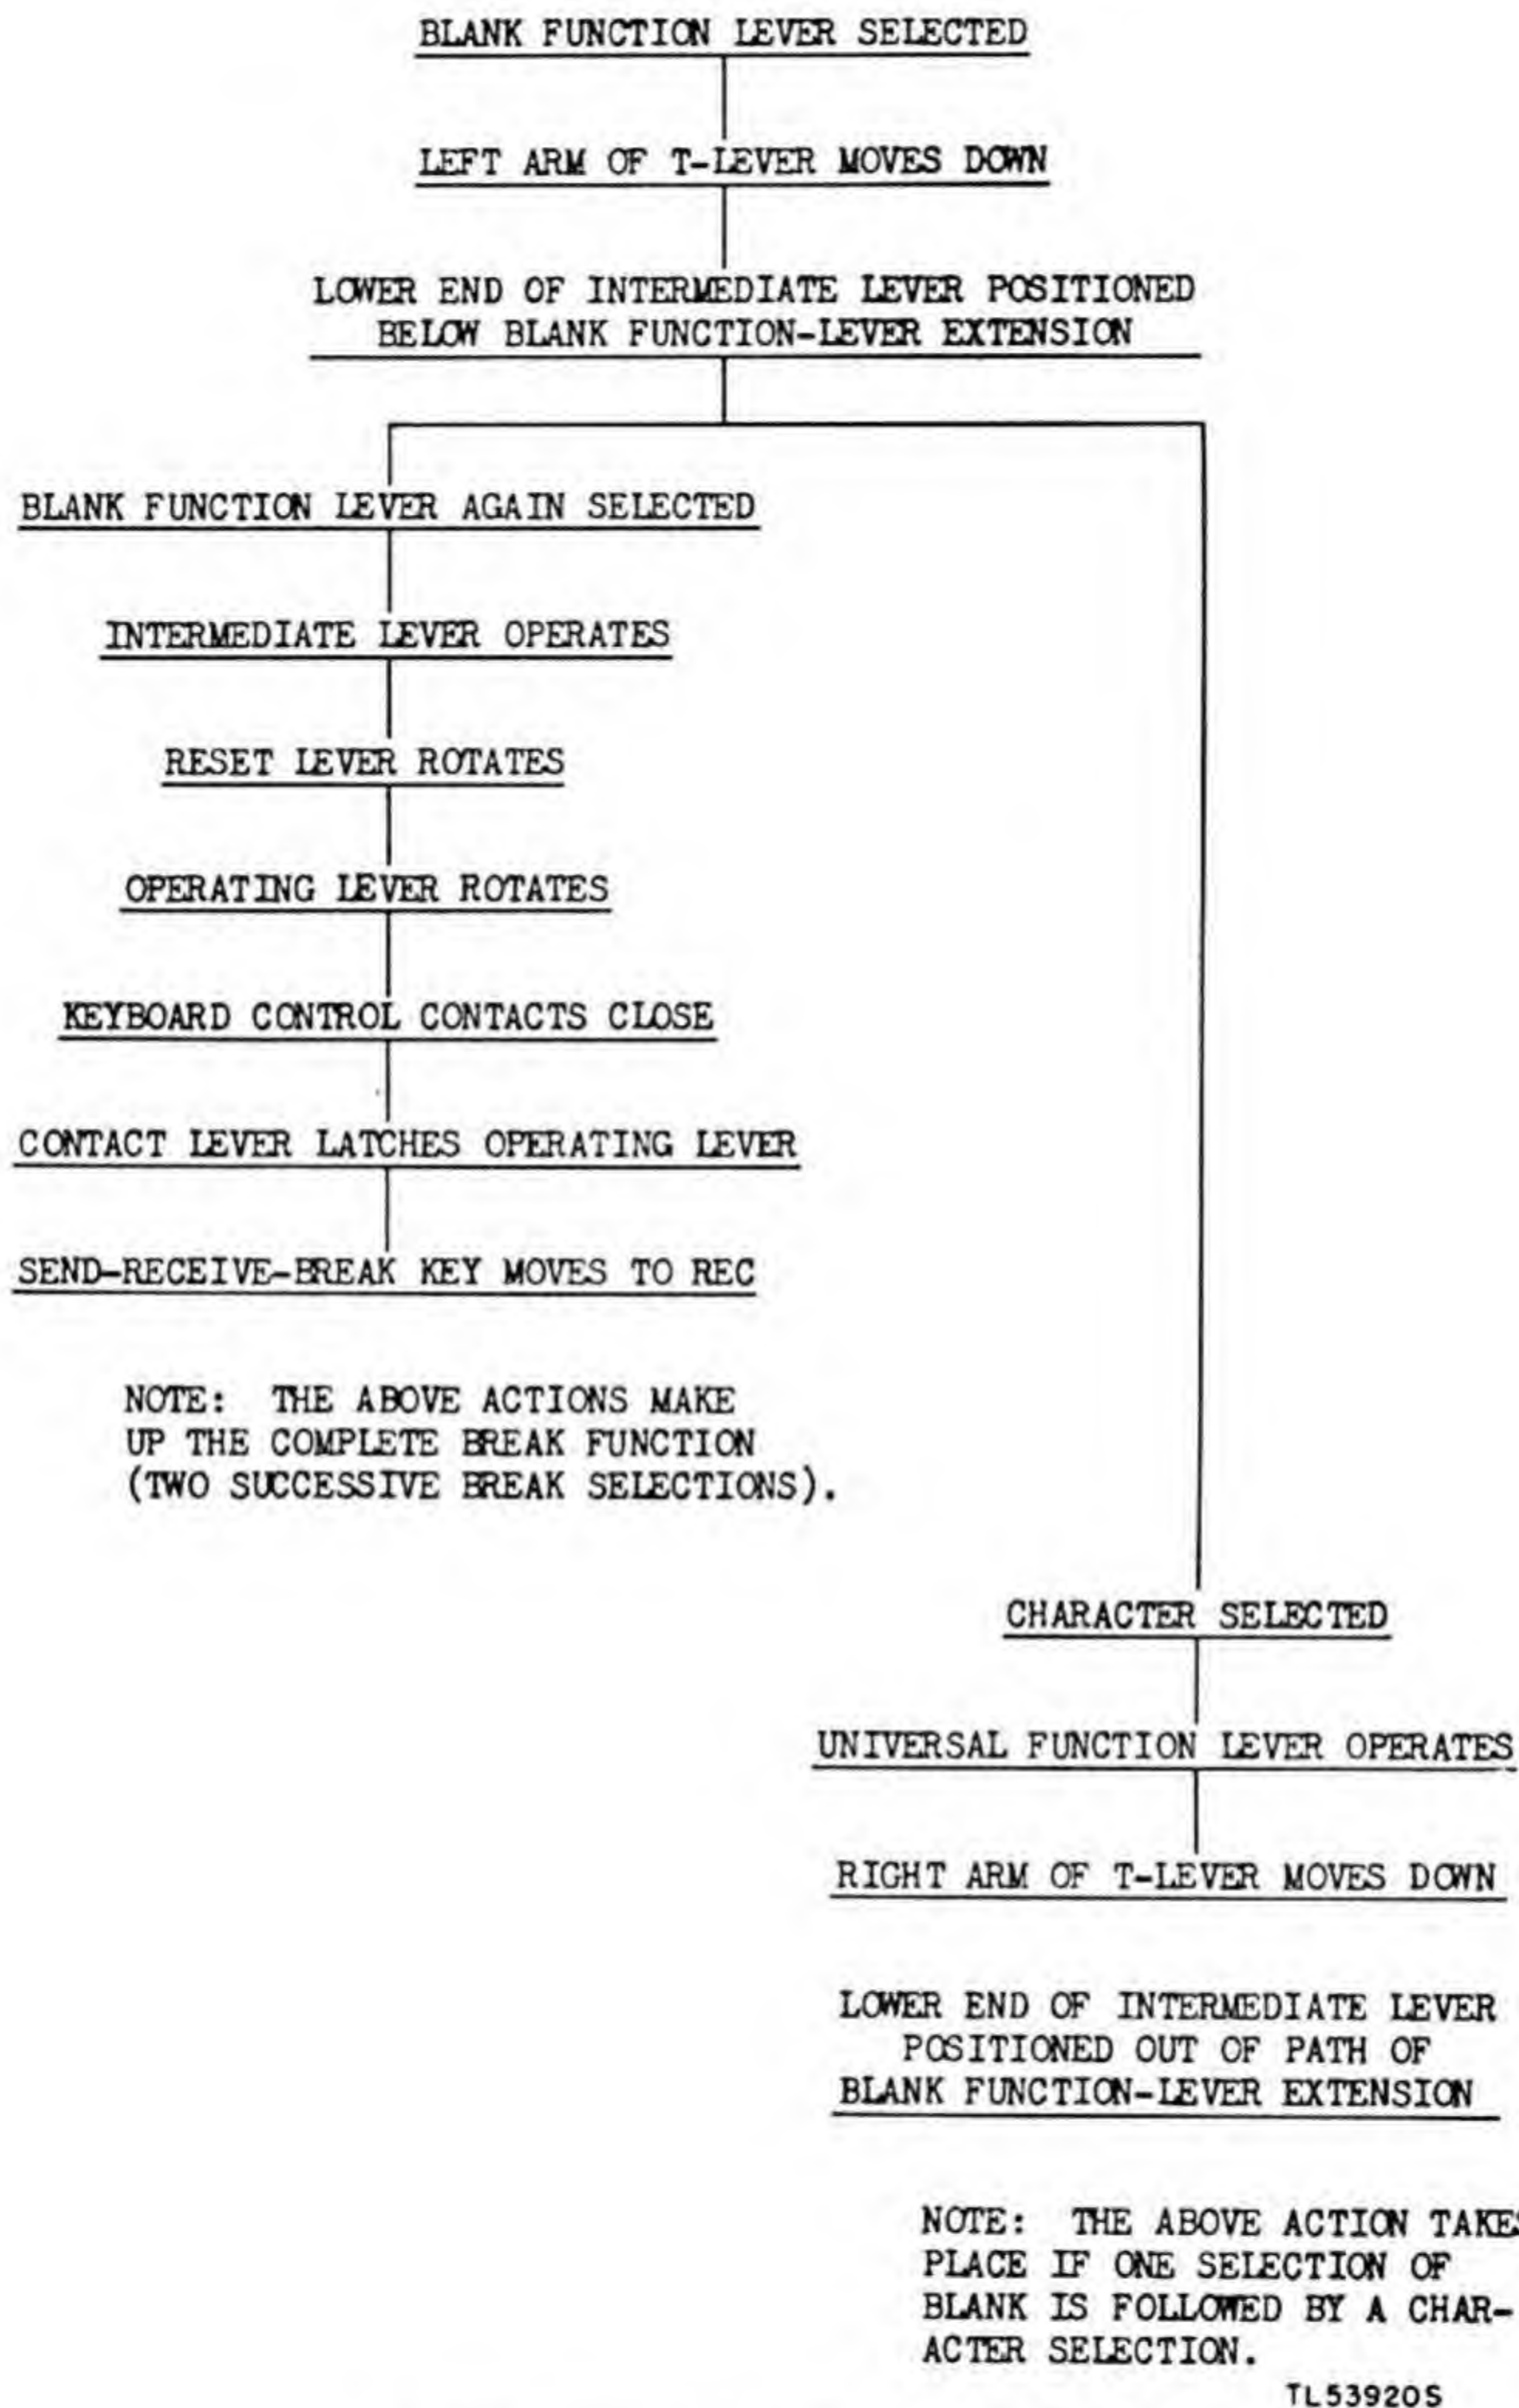 BLANK FUNCTION LEVER SELECTED
LEFT ARM OF T-LEVER MOVES DOWN
LOWER END OF INTERMEDIATE LEVER POSITIONED
BELOW BLANK FUNCTION-LEVER EXTENSION
BLANK FUNCTION LEVER AGAIN SELECTED
INTERMEDIATE LEVER OPERATES
RESET LEVER ROTATES
OPERATING LEVER ROTATES
KEYBOARD CONTROL CONTACTS CLOSE
CONTACT LEVER LATCHES OPERATING LEVER
SEND-RECEIVE-BREAK KEY MOVES TO REC
NOTE: THE ABOVE ACTIONS MAKE
UP THE COMPLETE BREAK FUNCTION
(TWO SUCCESSIVE BREAK SELECTIONS).
CHARACTER SELECTED
UNIVERSAL FUNCTION LEVER OPERATES
RIGHT ARM OF T-LEVER MOVES DOWN
LOWER END OF INTERMEDIATE LEVER
POSITIONED OUT OF PATH OF
BLANK FUNCTION-LEVER EXTENSION
NOTE: THE ABOVE ACTION TAKES
PLACE IF ONE SELECTION OF
BLANK IS FOLLOWED BY A CHAR-
ACTER SELECTION.
TL53920S